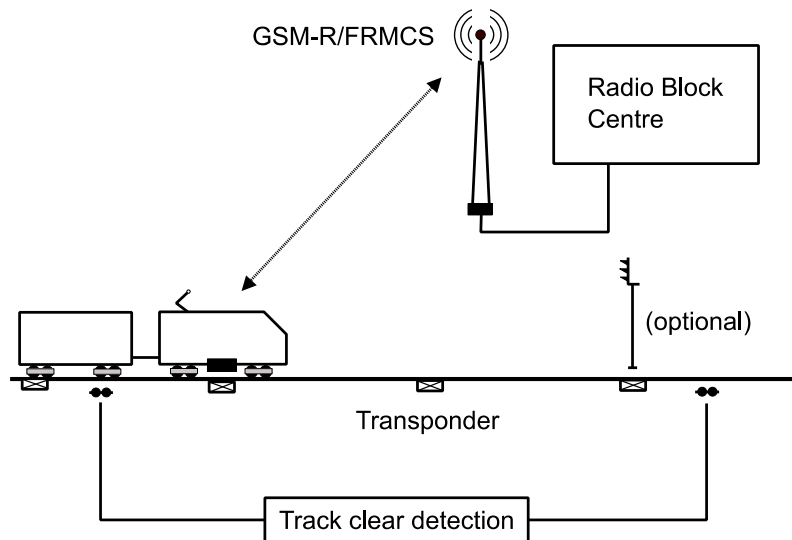 GSM-R/FRMCS
Radio Block
Centre
(optional)
Transponder
Track clear detection